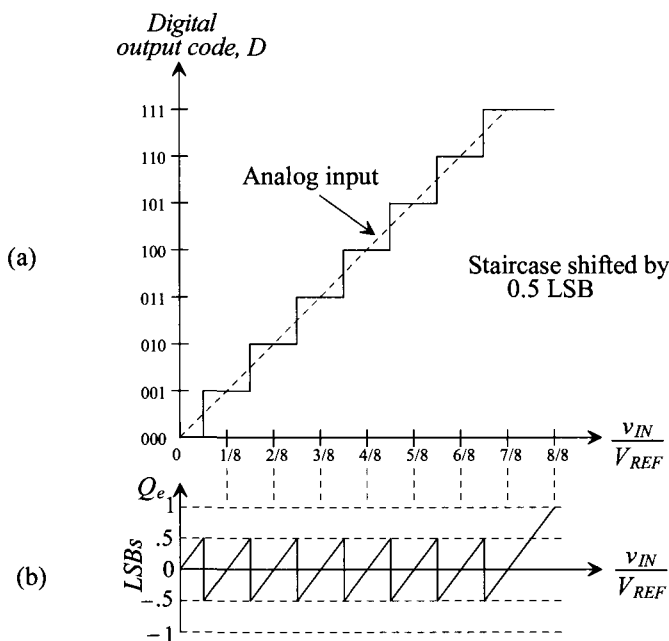 Digital
output code, D
111
110
Analog
input
101
(a)
100
Staircase shifted by
0.5 LSB
011
010
001
000
0 1/8 2/8 3/8 4/8 5/8 6/8 7/8 8/8
v_IN
V_REF
Q_e
1
.5
0
-.5
-1
LSBs
(b)
v_IN
V_REF